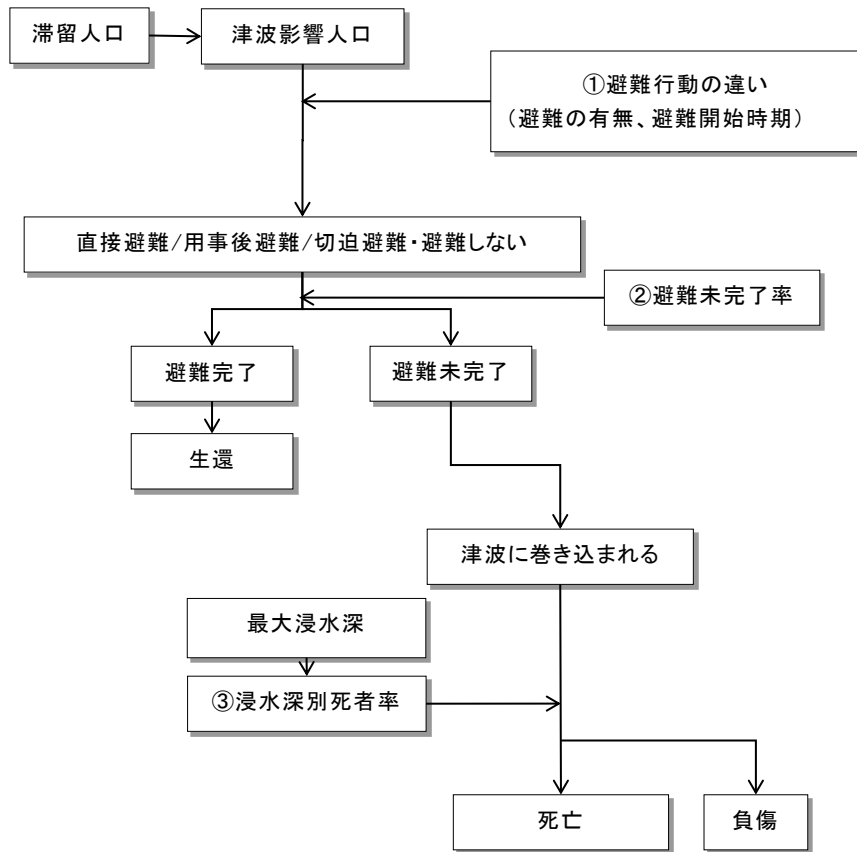 滞留人口
津波影響人口
①避難行動の違い
（避難の有無、避難開始時期）
直接避難/用事後避難/切迫避難・避難しない
②避難未完了率
避難完了
避難未完了
生還
津波に巻き込まれる
最大浸水深
③浸水深別死者率
死亡
負傷